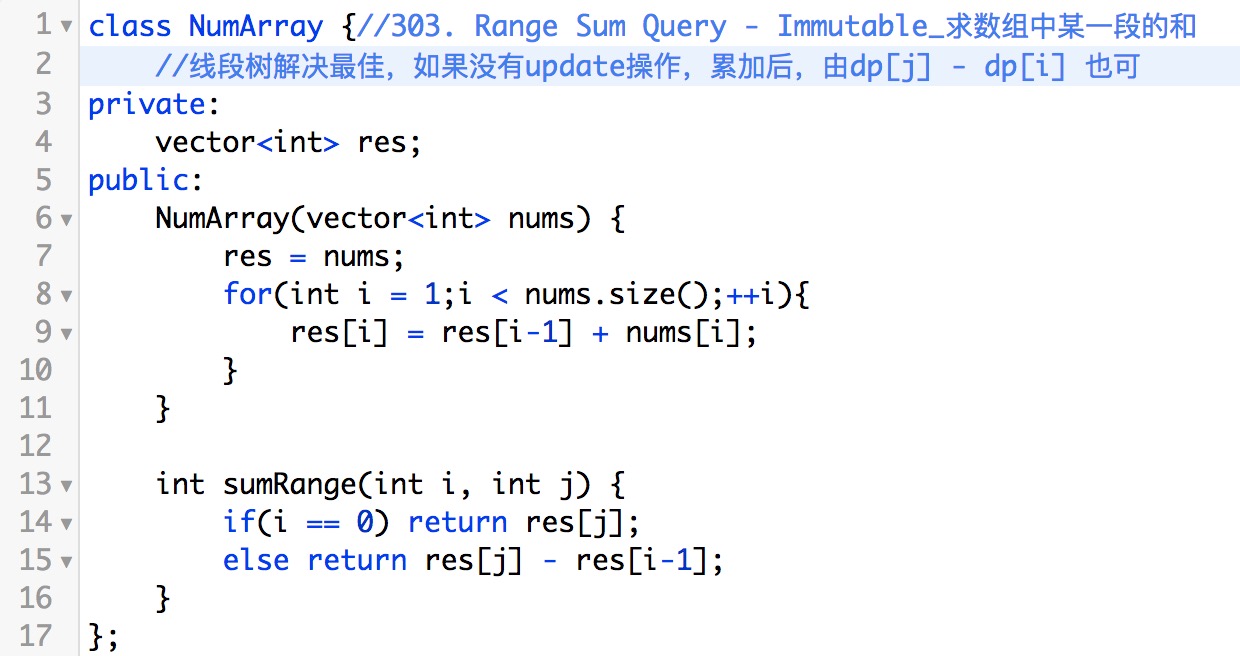 1 class NumArray {//303. Range Sum Query - Immutable_求数组中某一段的和
2     //线段树解决最佳，如果没有update操作，累加后，由dp[j] - dp[i] 也可
3 private:
4     vector<int> res;
5 public:
6     NumArray(vector<int> nums) {
7         res = nums;
8         for(int i = 1;i < nums.size();++i){
9             res[i] = res[i-1] + nums[i];
10         }
11     }
12
13     int sumRange(int i, int j) {
14         if(i == 0) return res[j];
15         else return res[j] - res[i-1];
16     }
17 };